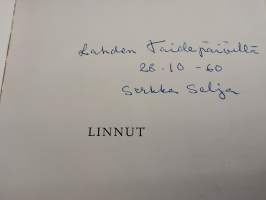 Lahden Taidepäiviltä
28.10 -60
Sirkka Selja
LINNUT